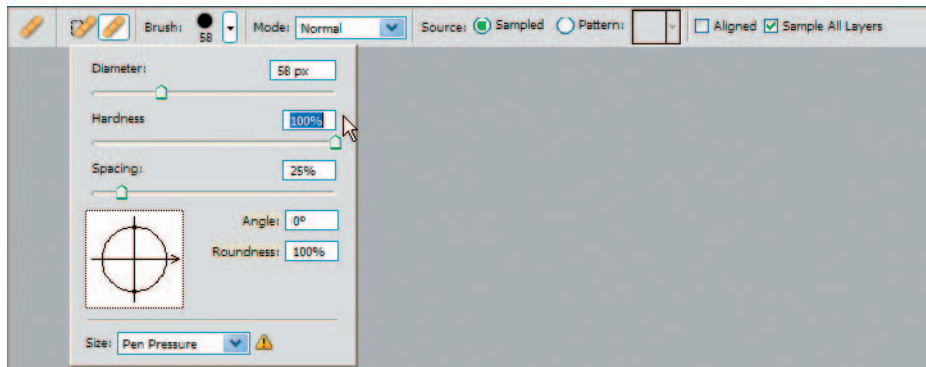 Brush: 58 Mode: Normal Source: Sampled Pattern: Aligned Sample All Layers
Diameter: 58 px
Hardness 100%
Spacing: 25%
Angle: 0º
Roundness: 100%
Size: Pen Pressure